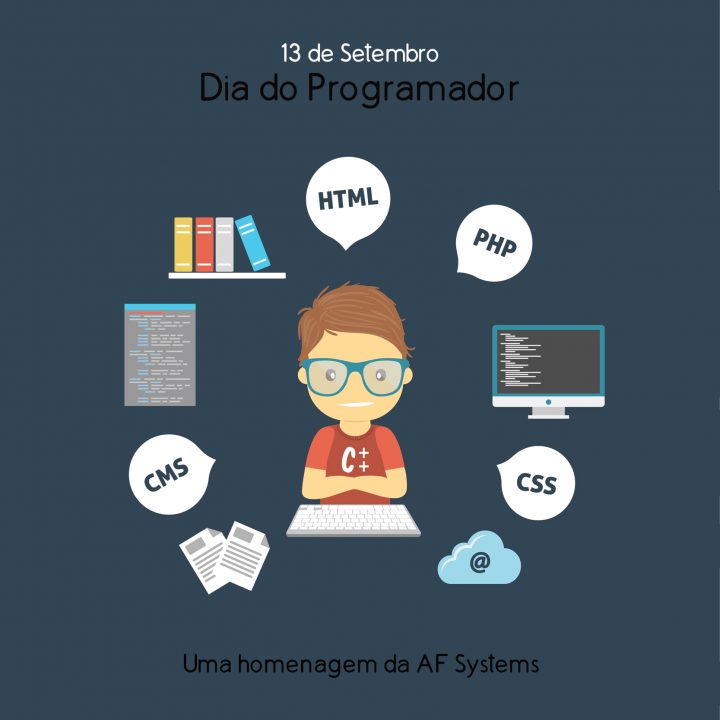 13 de Setembro
Dia do Programador
HTML
PHP
CMS
C++
CSS
@
Uma homenagem da AF Systems